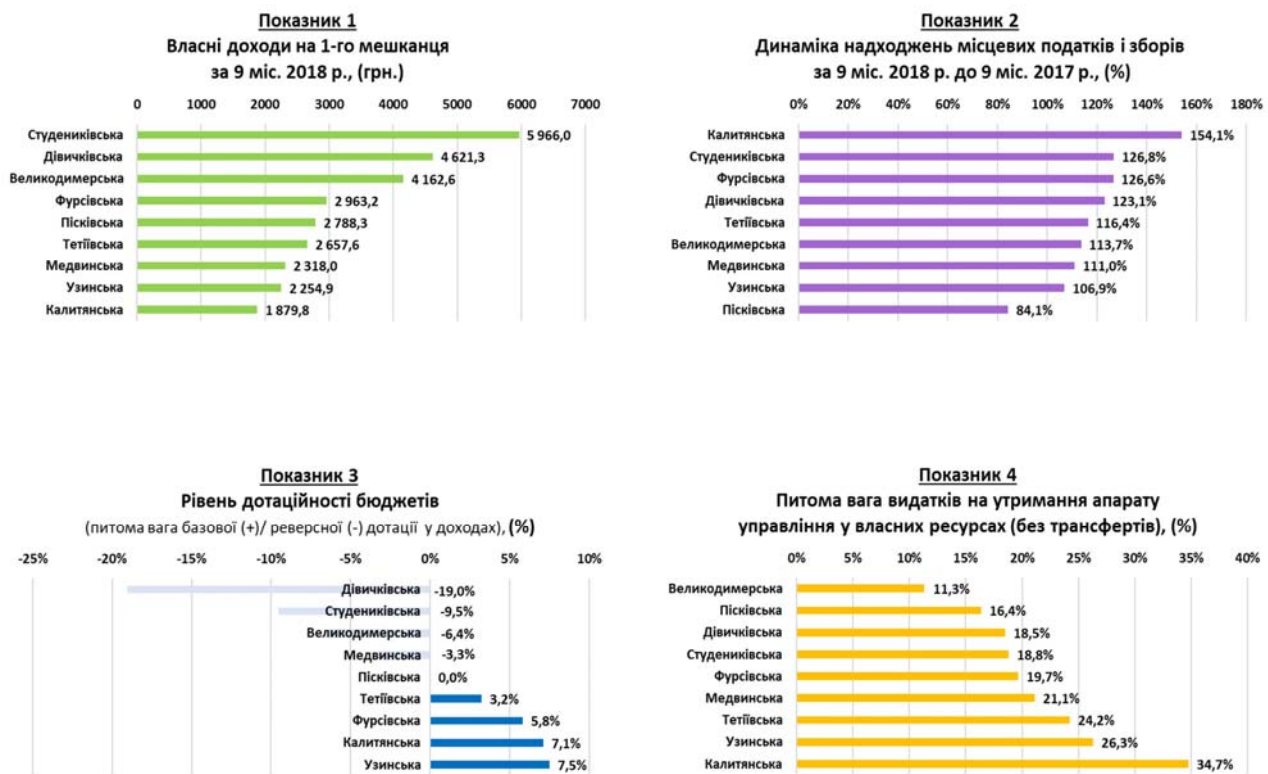 Показник 1
Власні доходи на 1-го мешканця
за 9 міс. 2018 р., (грн.)
0 1000 2000 3000 4000 5000 6000 7000
Студениківська 5 966,0
Дівичківська 4 621,3
Великодимерська 4 162,6
Фурсівська 2 963,2
Пісківська 2 788,3
Тетіївська 2 657,6
Медвинська 2 318,0
Узинська 2 254,9
Калитянська 1 879,8
Показник 2
Динаміка надходжень місцевих податків і зборів
за 9 міс. 2018 р. до 9 міс. 2017 р., (%)
0% 20% 40% 60% 80% 100% 120% 140% 160% 180%
Калитянська 154,1%
Студениківська 126,8%
Фурсівська 126,6%
Дівичківська 123,1%
Тетіївська 116,4%
Великодимерська 113,7%
Медвинська 111,0%
Узинська 106,9%
Пісківська 84,1%
Показник 3
Рівень дотаційності бюджетів
(питома вага базової (+)/ реверсної (-) дотації у доходах), (%)
-25% -20% -15% -10% -5% 0% 5% 10%
Дівичківська -19,0%
Студениківська -9,5%
Великодимерська -6,4%
Медвинська -3,3%
Пісківська 0,0%
Тетіївська 3,2%
Фурсівська 5,8%
Калитянська 7,1%
Узинська 7,5%
Показник 4
Питома вага видатків на утримання апарату
управління у власних ресурсах (без трансфертів), (%)
0% 5% 10% 15% 20% 25% 30% 35% 40%
Великодимерська 11,3%
Пісківська 16,4%
Дівичківська 18,5%
Студениківська 18,8%
Фурсівська 19,7%
Медвинська 21,1%
Тетіївська 24,2%
Узинська 26,3%
Калитянська 34,7%